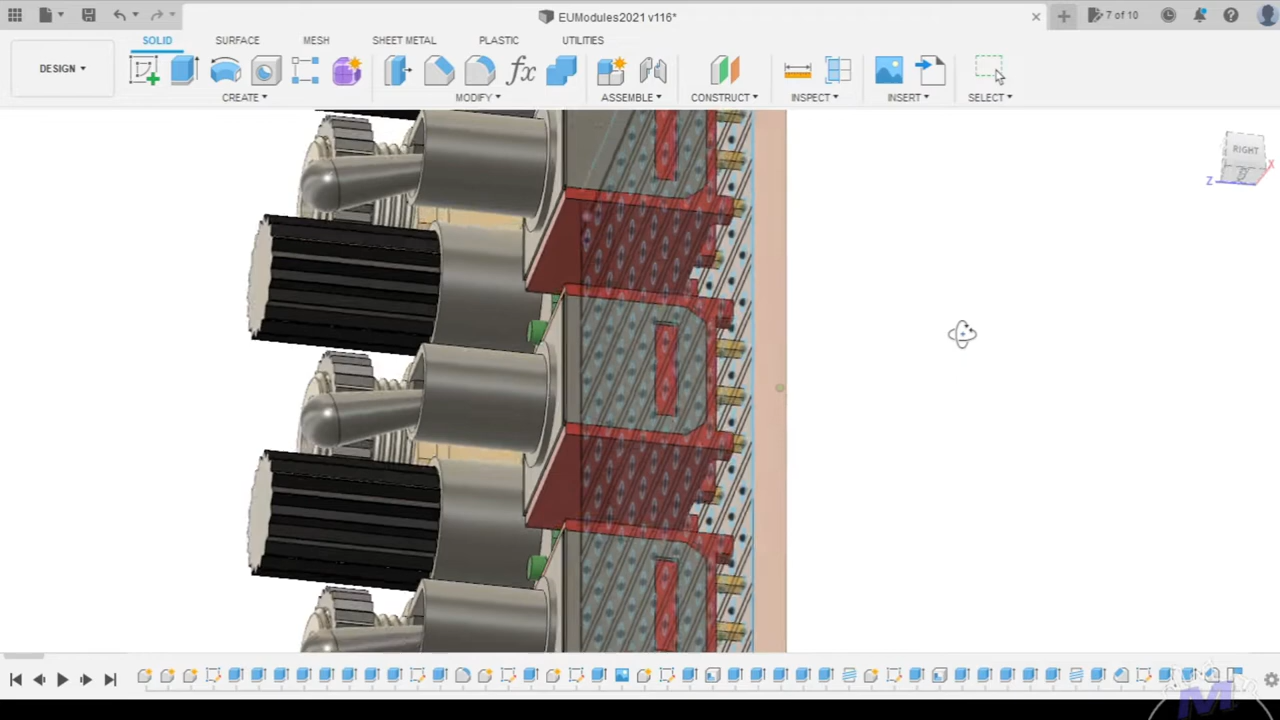 EUModules2021 v116*
7 of 10
SOLID SURFACE MESH SHEET METAL PLASTIC UTILITIES
DESIGN
CREATE MODIFY ASSEMBLE CONSTRUCT INSPECT INSERT SELECT
fx
RIGHT
Z
X
M